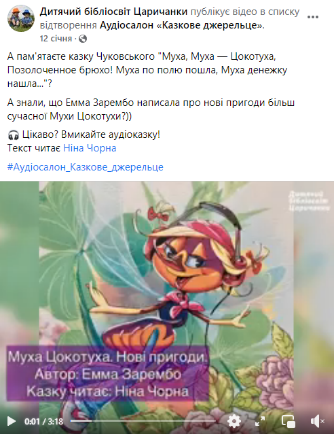 Дитячий бібліосвіт Царичанки публікує відео в списку
відтворення Аудіосалон «Казкове джерельце».
12 січня ·
А пам'ятаєте казку Чуковського "Муха, Муха — Цокотуха,
Позолоченное брюхо! Муха по полю пошла, Муха денежку
нашла..."?
А знали, що Емма Зарембо написала про нові пригоди більш
сучасної Мухи Цокотухи?))
🎧 Цікаво? Вмикайте аудіоказку!
Текст читає Ніна Чорна
#Аудіосалон_Казкове_джерельце
Дитячий
бібліосвіт
Царичанки
Муха Цокотуха. Нові пригоди.
Автор: Емма Зарембо
Казку читає: Ніна Чорна
0:01 / 3:18